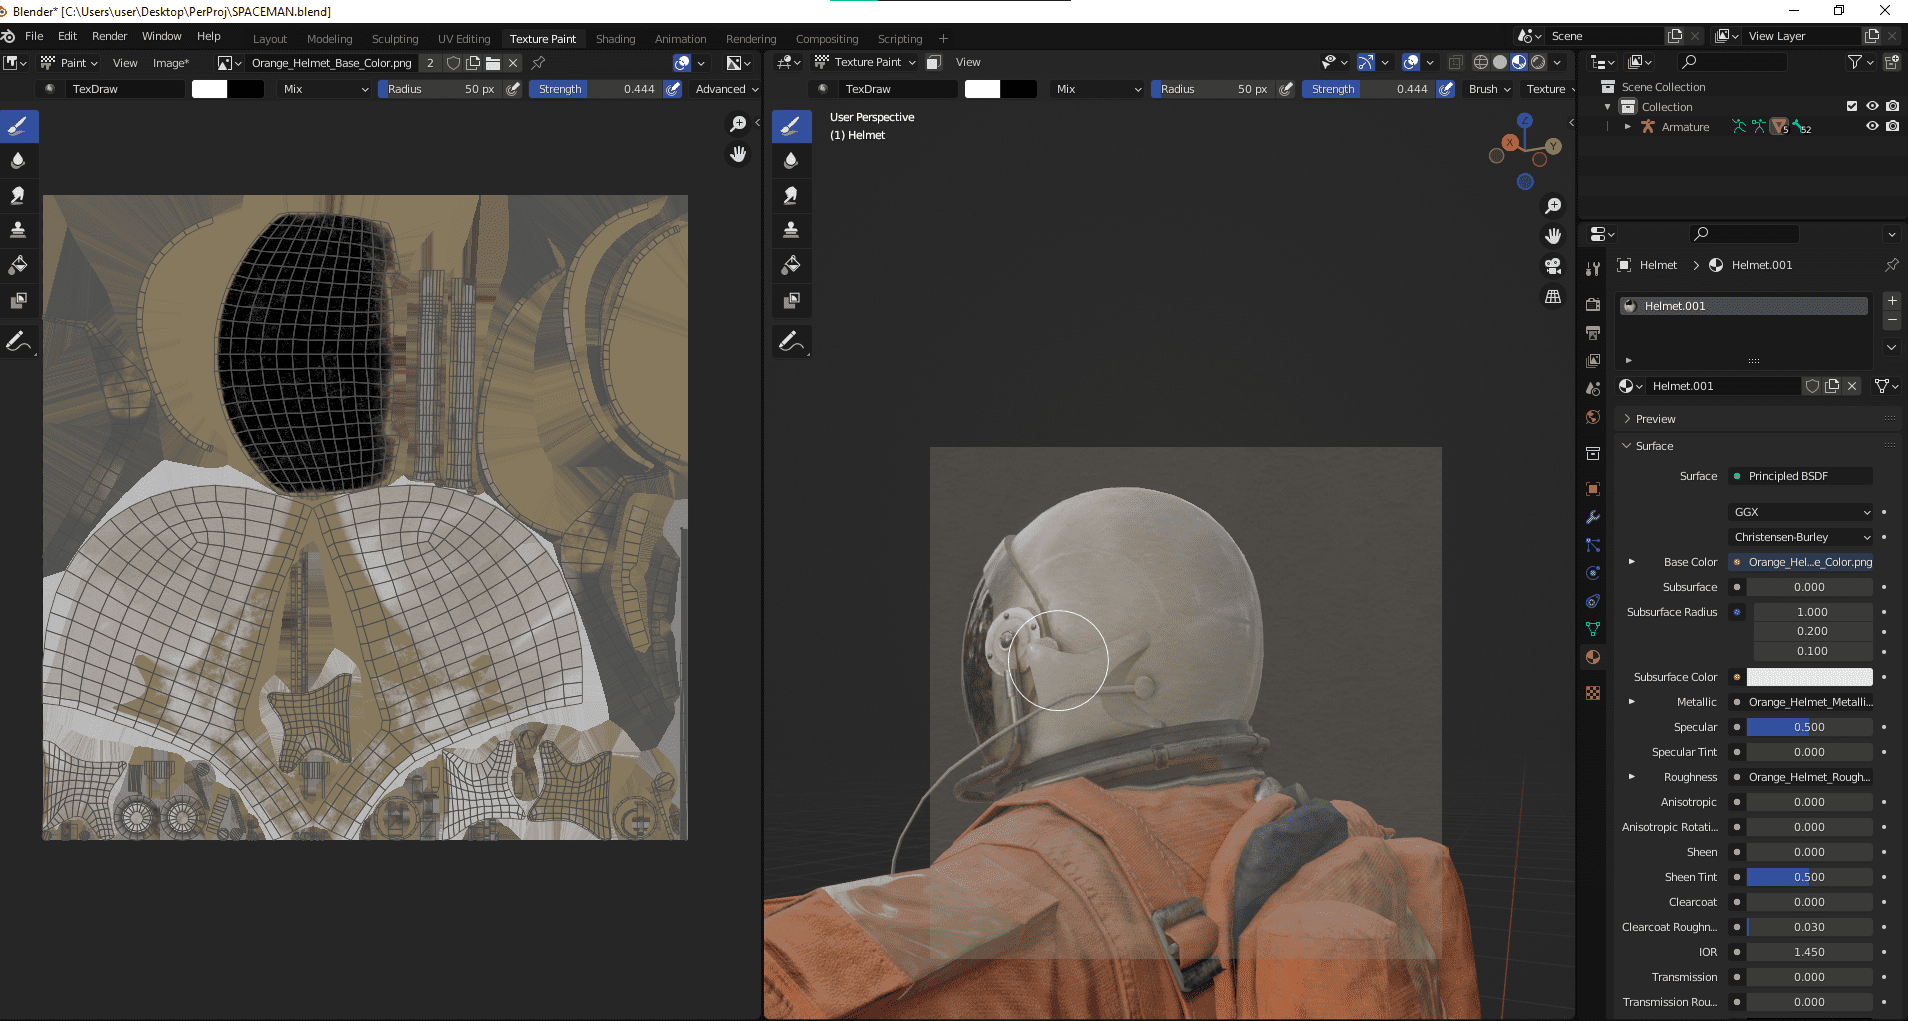 Blender* [C:\Users\user\Desktop\PerProj\SPACEMAN.blend]
File Edit Render Window Help Layout Modeling Sculpting UV Editing Texture Paint Shading Animation Rendering Compositing Scripting + Scene View Layer
Paint View Image* Orange_Helmet_Base_Color.png 2
TexDraw Mix Radius 50 px Strength 0.444 Advanced
Texture Paint View
TexDraw Mix Radius 50 px Strength 0.444 Brush Texture
User Perspective
(1) Helmet
Z
X
Y
Scene Collection
Collection
Armature 5 52
Helmet > Helmet.001
Helmet.001
Helmet.001
Preview
Surface
Surface Principled BSDF
GGX
Christensen-Burley
Base Color Orange_Hel...e_Color.png
Subsurface 0.000
Subsurface Radius 1.000
0.200
0.100
Subsurface Color
Metallic Orange_Helmet_Metalli...
Specular 0.500
Specular Tint 0.000
Roughness Orange_Helmet_Rough...
Anisotropic 0.000
Anisotropic Rotati... 0.000
Sheen 0.000
Sheen Tint 0.500
Clearcoat 0.000
Clearcoat Roughn... 0.030
IOR 1.450
Transmission 0.000
Transmission Rou... 0.000